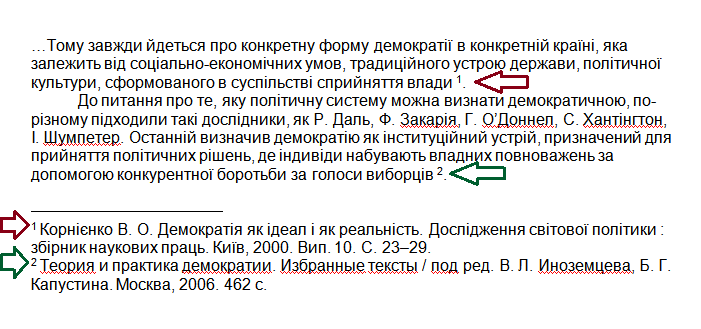 …Тому завжди йдеться про конкретну форму демократії в конкретній країні, яка
залежить від соціально-економічних умов, традиційного устрою держави, політичної
культури, сформованого в суспільстві сприйняття влади ¹.
До питання про те, яку політичну систему можна визнати демократичною, по-
різному підходили такі дослідники, як Р. Даль, Ф. Закарія, Г. О’Доннел, С. Хантінгтон,
І. Шумпетер. Останній визначив демократію як інституційний устрій, призначений для
прийняття політичних рішень, де індивіди набувають владних повноважень за
допомогою конкурентної боротьби за голоси виборців ².
¹ Корнієнко В. О. Демократія як ідеал і як реальність. Дослідження світової політики :
збірник наукових праць. Київ, 2000. Вип. 10. С. 23–29.
² Теория и практика демократии. Избранные тексты / под ред. В. Л. Иноземцева, Б. Г.
Капустина. Москва, 2006. 462 с.